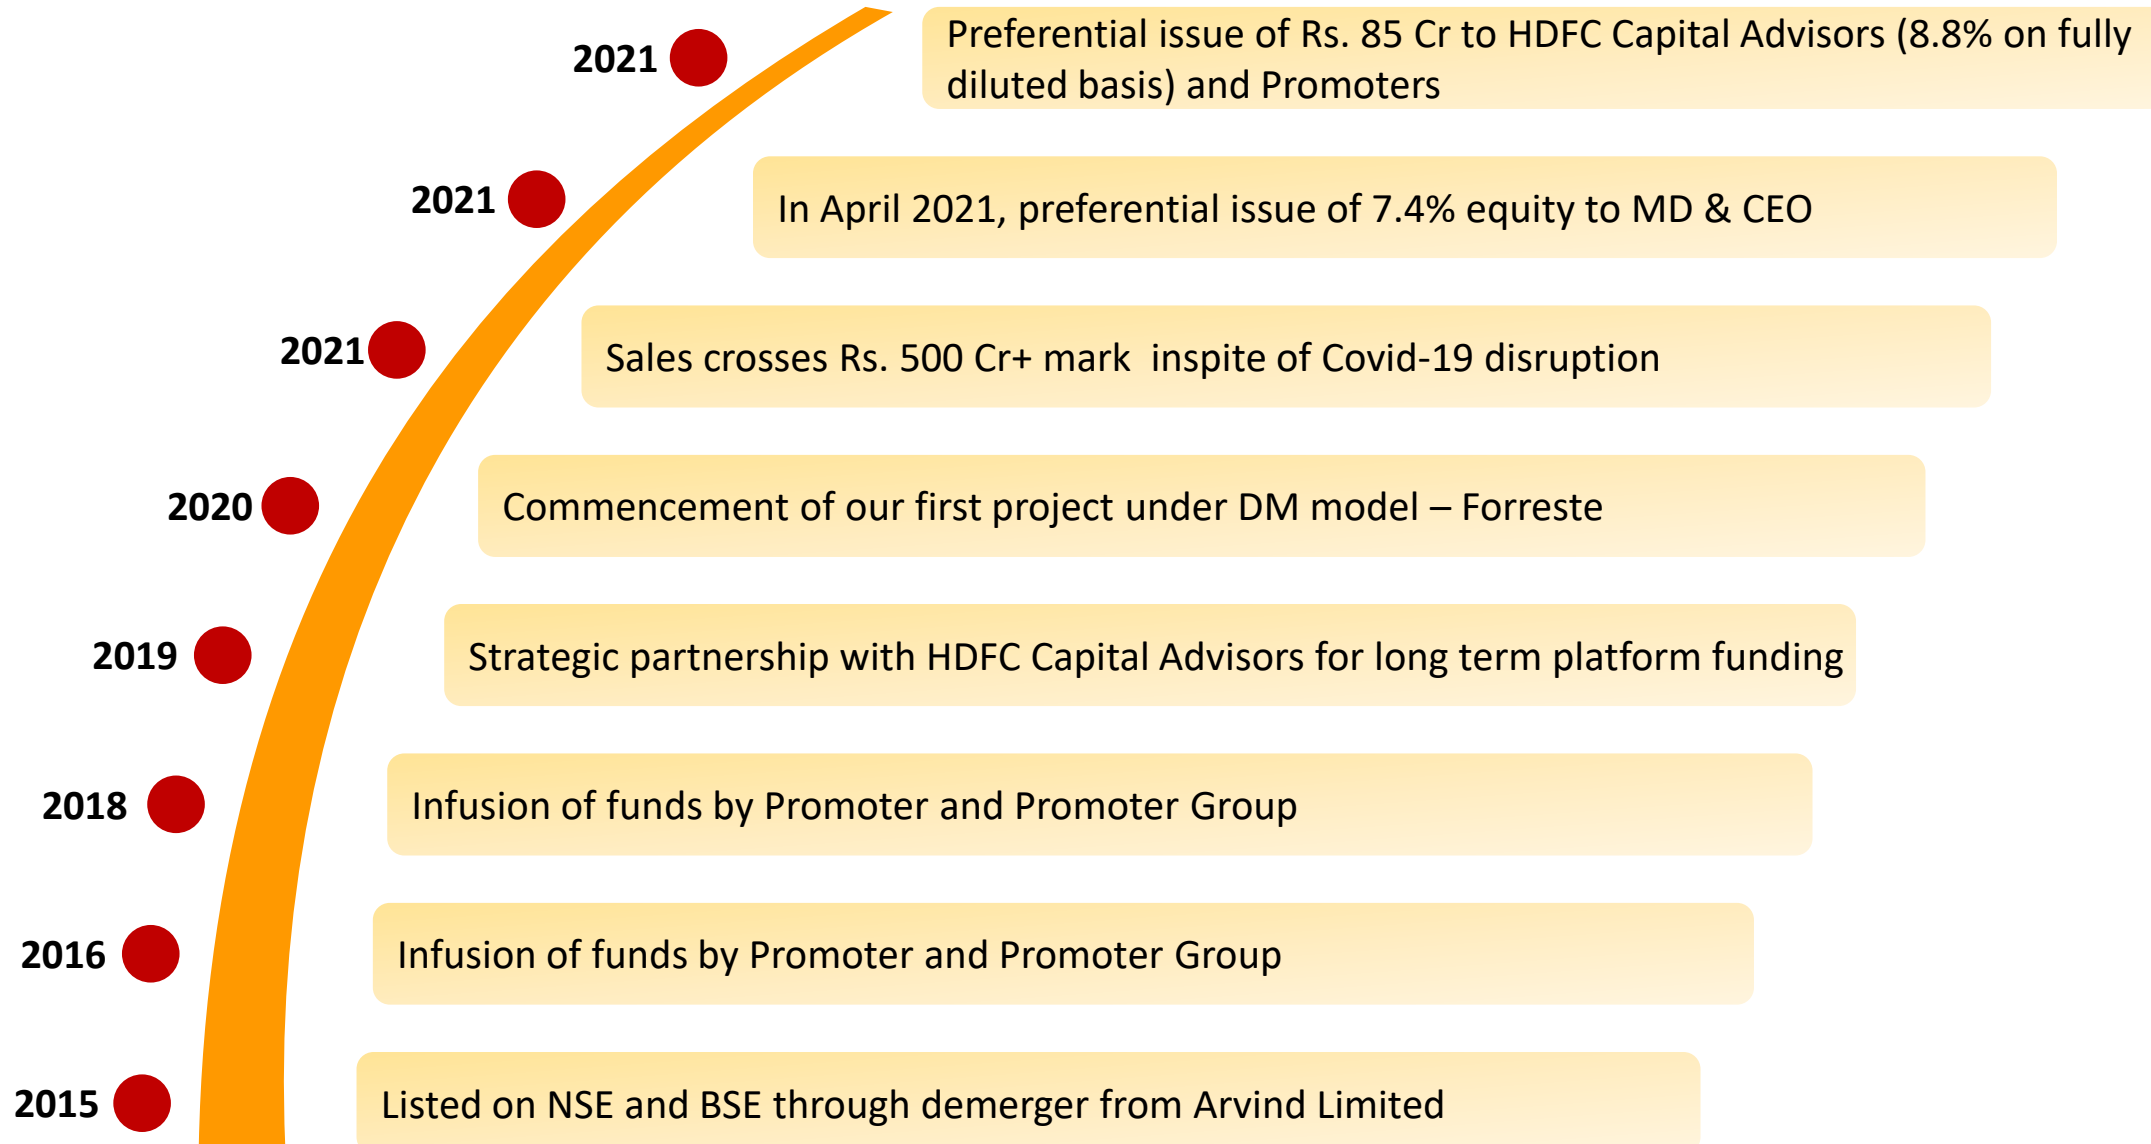 2021
Preferential issue of Rs. 85 Cr to HDFC Capital Advisors (8.8% on fully
diluted basis) and Promoters
2021
In April 2021, preferential issue of 7.4% equity to MD & CEO
2021
Sales crosses Rs. 500 Cr+ mark  inspite of Covid-19 disruption
2020
Commencement of our first project under DM model – Forreste
2019
Strategic partnership with HDFC Capital Advisors for long term platform funding
2018
Infusion of funds by Promoter and Promoter Group
2016
Infusion of funds by Promoter and Promoter Group
2015
Listed on NSE and BSE through demerger from Arvind Limited